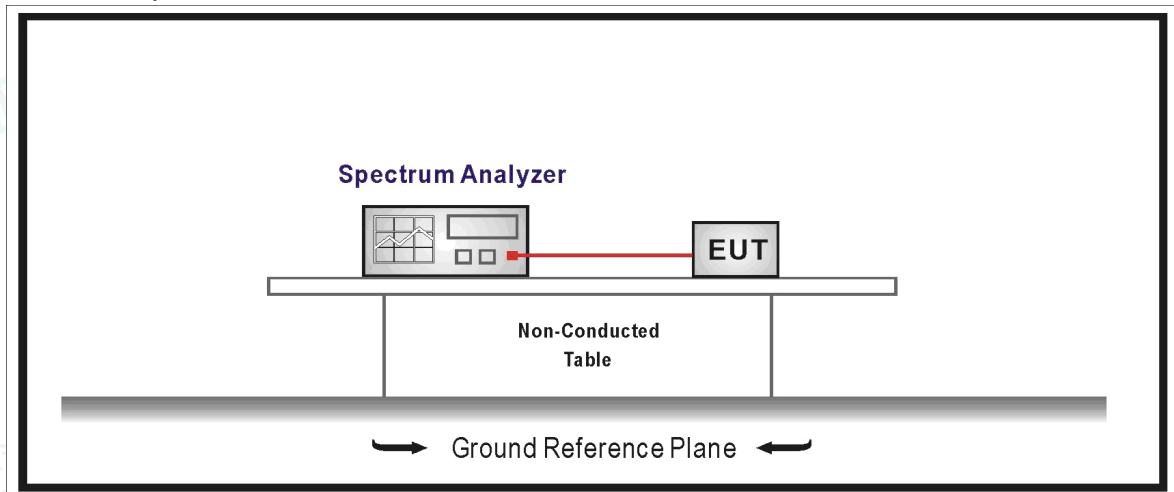 Spectrum Analyzer
EUT
Non-Conducted
Table
Ground Reference Plane